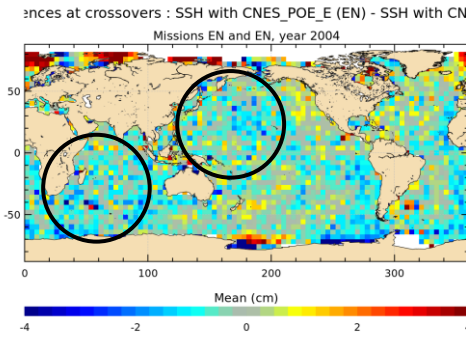 ences at crossovers : SSH with CNES_POE_E (EN) - SSH with CN
Missions EN and EN, year 2004
50
0
-50
0 100 200 300
Mean (cm)
-4 -2 0 2 4